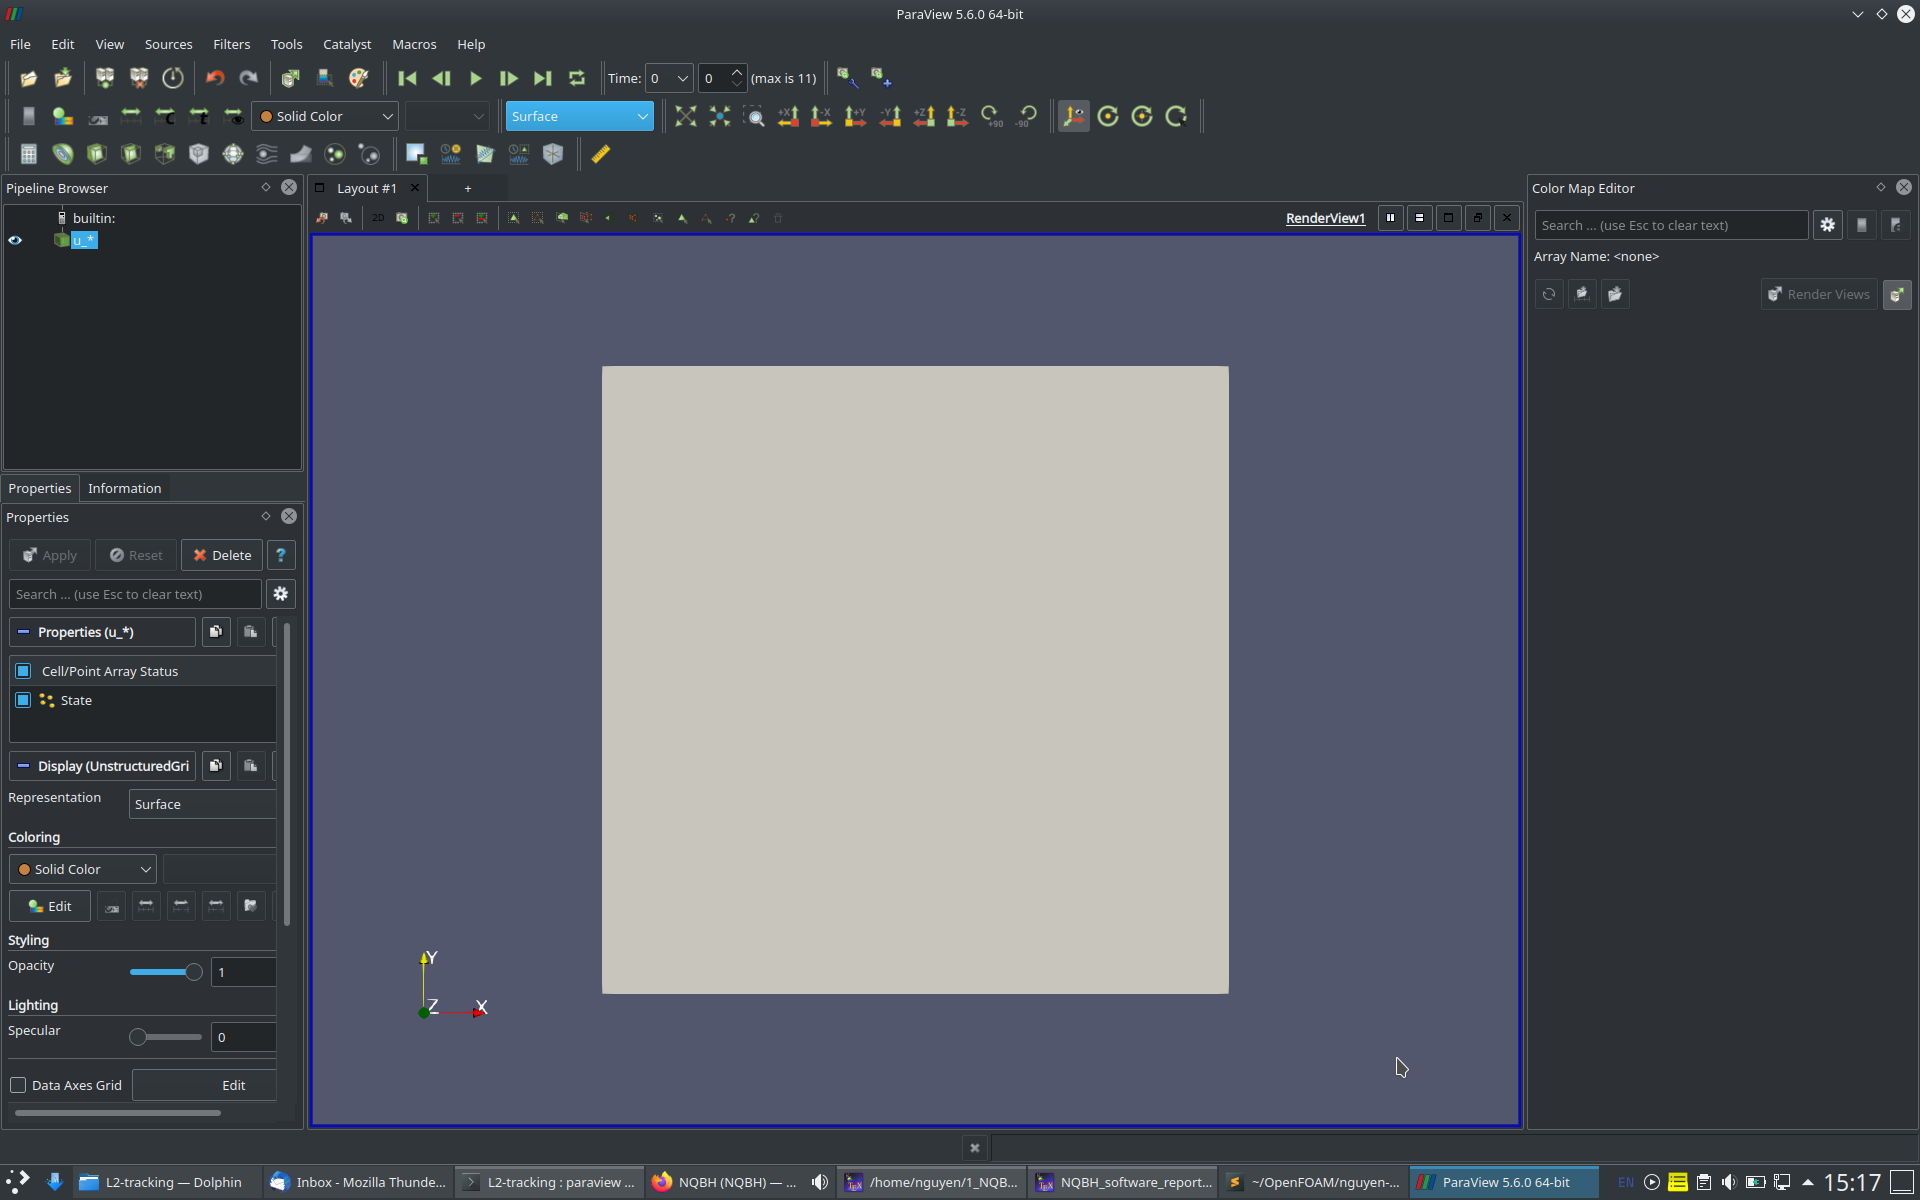 ParaView 5.6.0 64-bit
File Edit View Sources Filters Tools Catalyst Macros Help
Time: 0 0 (max is 11)
Solid Color Surface +X -X +Y -Y +Z -Z +90 -90
Pipeline Browser
builtin:
u_*
Layout #1 +
2D RenderView1
Color Map Editor
Search ... (use Esc to clear text)
Array Name: <none>
Render Views
Properties Information
Properties
Apply Reset Delete ?
Search ... (use Esc to clear text)
Properties (u_*)
Cell/Point Array Status
State
Display (UnstructuredGri
Representation Surface
Coloring
Solid Color
Edit
Styling
Opacity 1
Lighting
Specular 0
Data Axes Grid Edit
Y
Z X
L2-tracking — Dolphin Inbox - Mozilla Thunde... L2-tracking : paraview ... NQBH (NQBH) — ... /home/nguyen/1_NQB... NQBH_software_report... ~/OpenFOAM/nguyen-... ParaView 5.6.0 64-bit EN 15:17